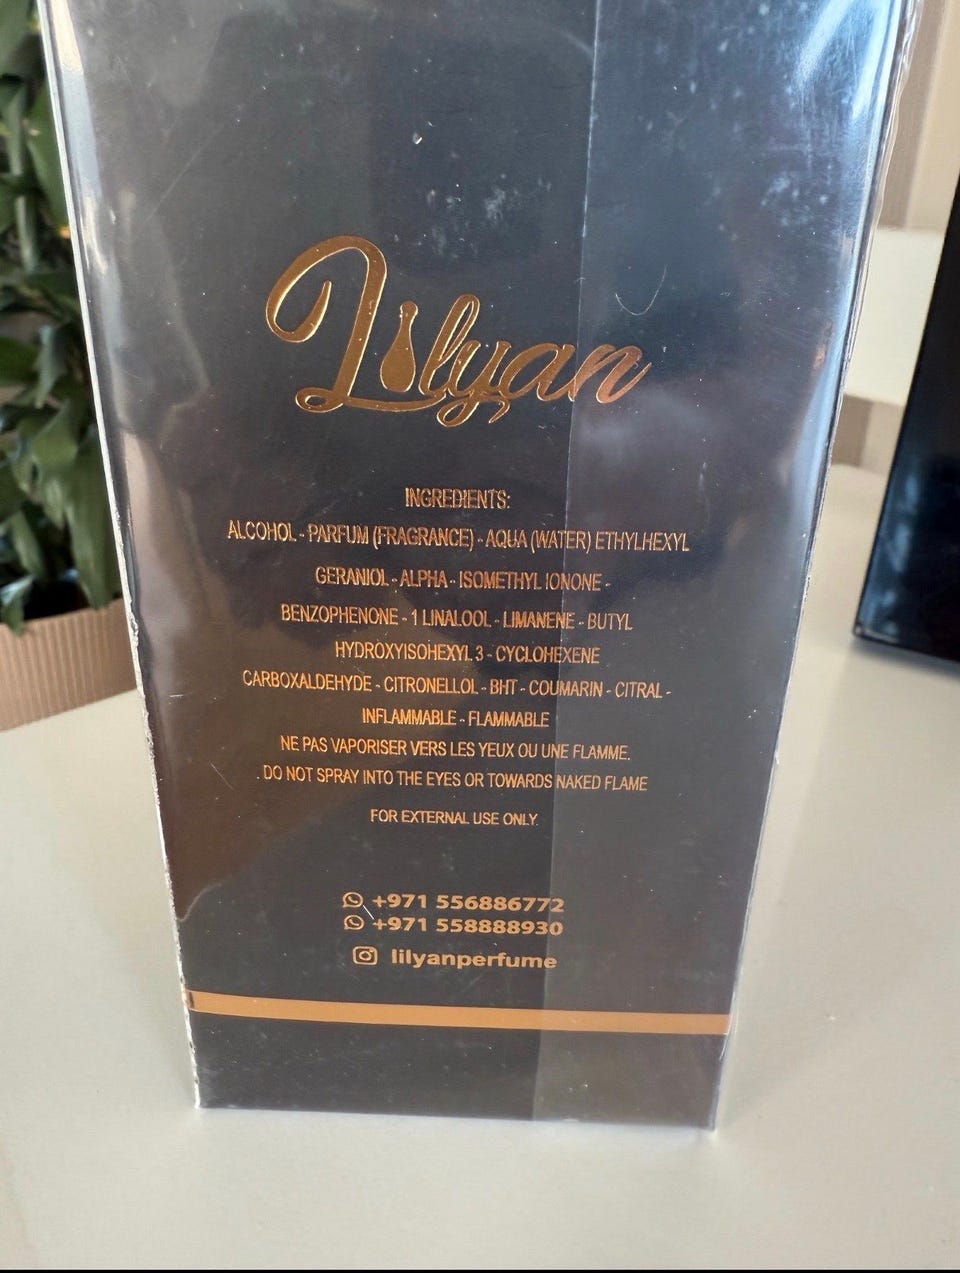 Lilyan
INGREDIENTS:
ALCOHOL - PARFUM (FRAGRANCE) - AQUA (WATER) ETHYLHEXYL
GERANIOL - ALPHA - ISOMETHYL IONONE -
BENZOPHENONE - 1 LINALOOL - LIMANENE - BUTYL
HYDROXYISOHEXYL 3 - CYCLOHEXENE
CARBOXALDEHYDE - CITRONELLOL - BHT - COUMARIN - CITRAL -
INFLAMMABLE - FLAMMABLE
NE PAS VAPORISER VERS LES YEUX OU UNE FLAMME.
DO NOT SPRAY INTO THE EYES OR TOWARDS NAKED FLAME
FOR EXTERNAL USE ONLY.
+971 556886772
+971 558888930
lilyanperfume